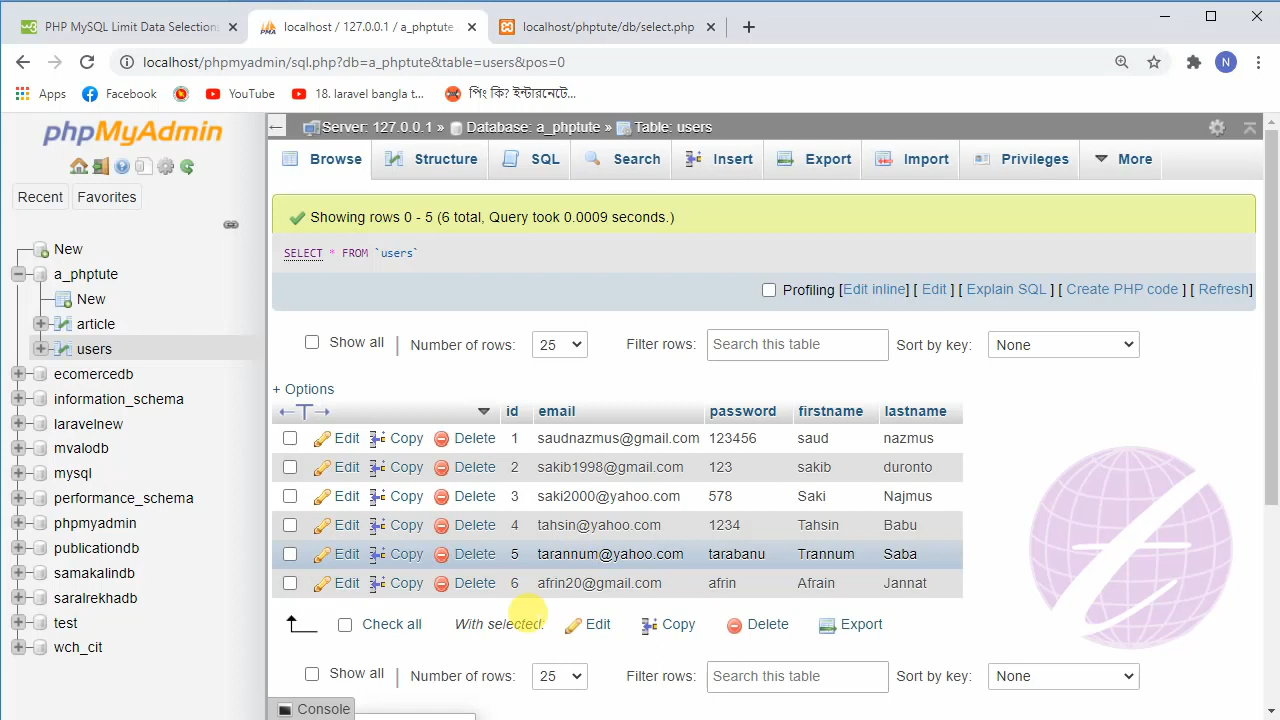 PHP MySQL Limit Data Selections
localhost / 127.0.0.1 / a_phptute
localhost/phptute/db/select.php
localhost/phpmyadmin/sql.php?db=a_phptute&table=users&pos=0
N
Apps
Facebook
YouTube
18. laravel bangla t...
পিং কি? ইন্টারনেটে...
phpMyAdmin
Recent
Favorites
New
a_phptute
New
article
users
ecomercedb
information_schema
laravelnew
mvalodb
mysql
performance_schema
phpmyadmin
publicationdb
samakalindb
saralrekhadb
test
wch_cit
Server: 127.0.0.1 » Database: a_phptute » Table: users
Browse Structure SQL Search Insert Export Import Privileges More
Showing rows 0 - 5 (6 total, Query took 0.0009 seconds.)
SELECT * FROM `users`
Profiling [Edit inline] [ Edit ] [ Explain SQL ] [ Create PHP code ] [ Refresh]
Show all | Number of rows: 25 Filter rows: Search this table Sort by key: None
+ Options
id email password firstname lastname
Edit Copy Delete 1 saudnazmus@gmail.com 123456 saud nazmus
Edit Copy Delete 2 sakib1998@gmail.com 123 sakib duronto
Edit Copy Delete 3 saki2000@yahoo.com 578 Saki Najmus
Edit Copy Delete 4 tahsin@yahoo.com 1234 Tahsin Babu
Edit Copy Delete 5 tarannum@yahoo.com tarabanu Trannum Saba
Edit Copy Delete 6 afrin20@gmail.com afrin Afrain Jannat
Check all With selected: Edit Copy Delete Export
Show all | Number of rows: 25 Filter rows: Search this table Sort by key: None
Console